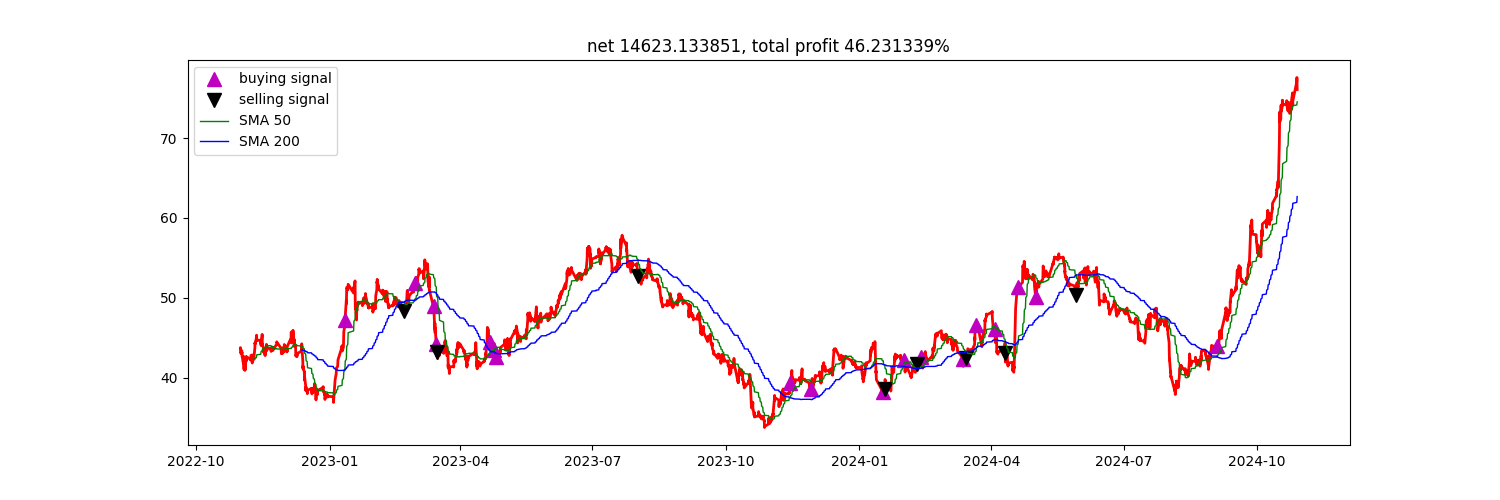 net 14623.133851, total profit 46.231339%
buying signal
selling signal
SMA 50
SMA 200
70
60
50
40
2022-10 2023-01 2023-04 2023-07 2023-10 2024-01 2024-04 2024-07 2024-10